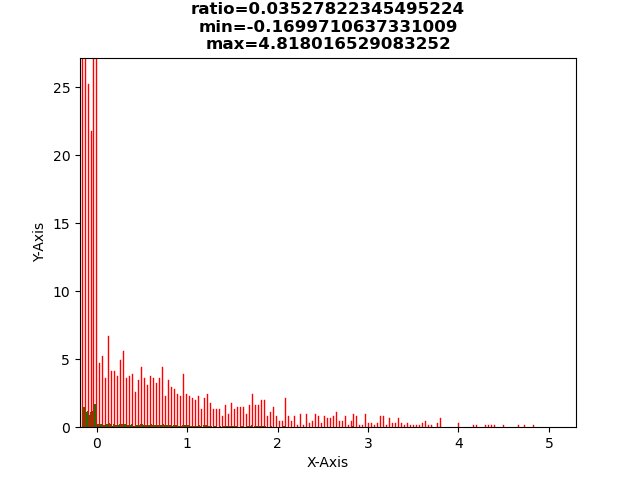 ratio=0.03527822345495224
min=-0.1699710637331009
max=4.818016529083252
25
20
15
10
5
0
Y-Axis
0 1 2 3 4 5
X-Axis